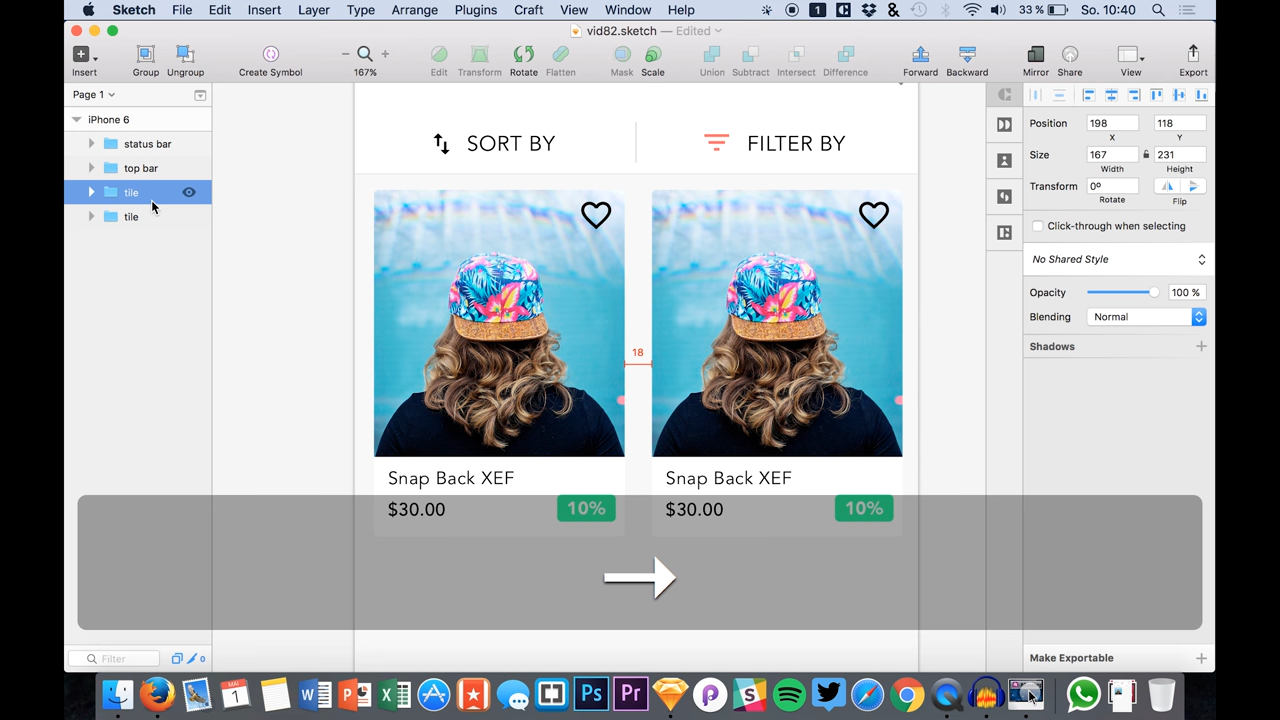 Sketch File Edit Insert Layer Type Arrange Plugins Craft View Window Help 1 33 % So. 10:40
vid82.sketch — Edited
Insert Group Ungroup Create Symbol 167% Edit Transform Rotate Flatten Mask Scale Union Subtract Intersect Difference Forward Backward Mirror Share View Export
Page 1
iPhone 6
status bar
top bar
tile
tile
SORT BY FILTER BY
18
Snap Back XEF Snap Back XEF
$30.00 10% $30.00 10%
Position 198 118
X Y
Size 167 231
Width Height
Transform 0º
Rotate Flip
Click-through when selecting
No Shared Style
Opacity 100 %
Blending Normal
Shadows
Make Exportable
Filter 0
MAI
1
Ps Pr